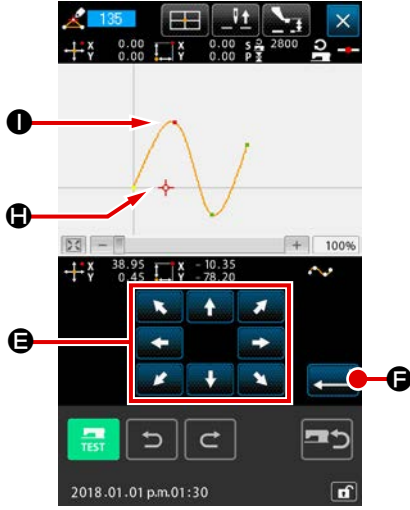 135
X 0.00 X 0.00 S 2800
Y 0.00 Y 0.00 P
I
H
100%
X 38.95 X -10.35
Y 0.45 Y -78.20
E
F
TEST
2018.01.01 p.m.01:30